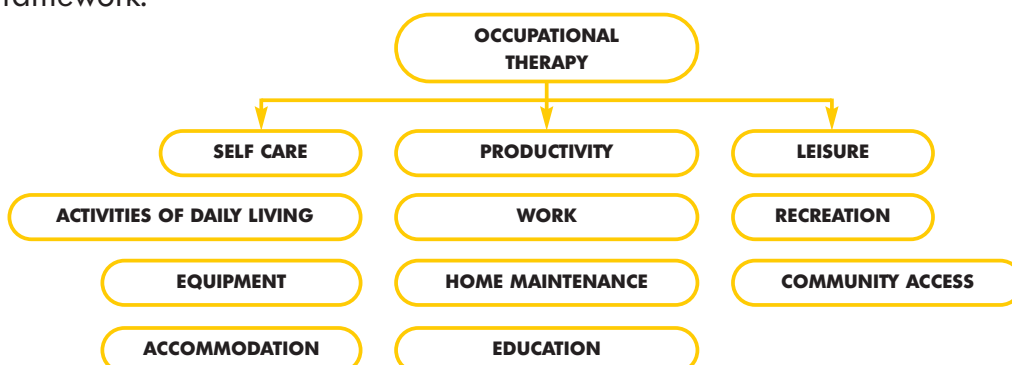 framework.
OCCUPATIONAL
THERAPY
SELF CARE
PRODUCTIVITY
LEISURE
ACTIVITIES OF DAILY LIVING
WORK
RECREATION
EQUIPMENT
HOME MAINTENANCE
COMMUNITY ACCESS
ACCOMMODATION
EDUCATION